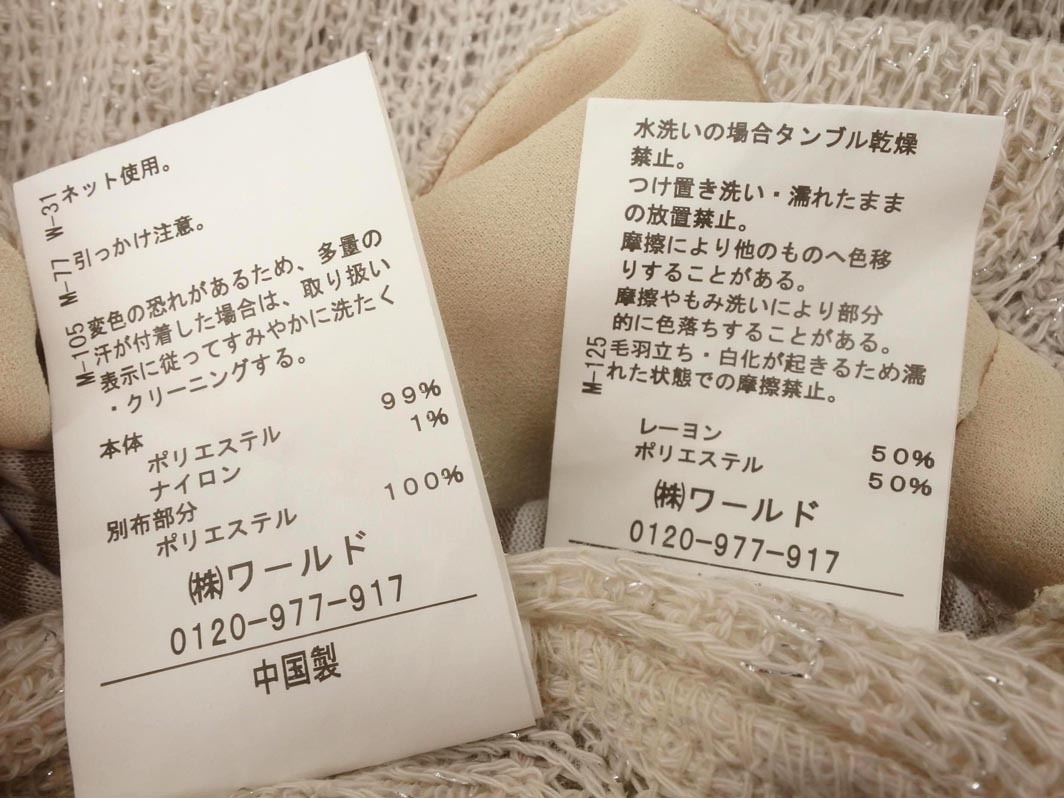 M-31 ネット使用。
M-77 引っかけ注意。
M-105 変色の恐れがあるため、多量の
汗が付着した場合は、取り扱い
表示に従ってすみやかに洗たく
・クリーニングする。
本体
ポリエステル 99%
ナイロン 1%
別布部分
ポリエステル 100%
㈱ワールド
0120-977-917
中国製
水洗いの場合タンブル乾燥
禁止。
つけ置き洗い・濡れたまま
の放置禁止。
摩擦により他のものへ色移
りすることがある。
摩擦やもみ洗いにより部分
的に色落ちすることがある。
M-125 毛羽立ち・白化が起きるため濡
れた状態での摩擦禁止。
レーヨン 50%
ポリエステル 50%
㈱ワールド
0120-977-917